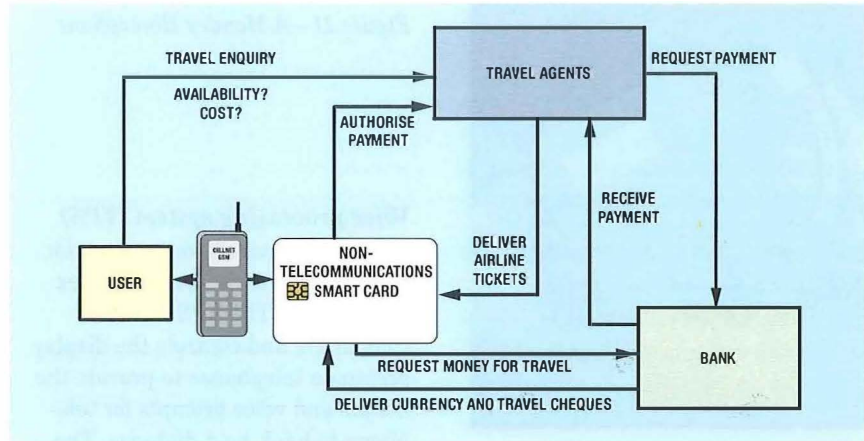 TRAVEL ENQUIRY
AVAILABILITY?
COST?
TRAVEL AGENTS
REQUEST PAYMENT
AUTHORISE
PAYMENT
RECEIVE
PAYMENT
DELIVER
AIRLINE
TICKETS
USER
CELLNET
GSM
NON-
TELECOMMUNICATIONS
SMART CARD
BANK
REQUEST MONEY FOR TRAVEL
DELIVER CURRENCY AND TRAVEL CHEQUES